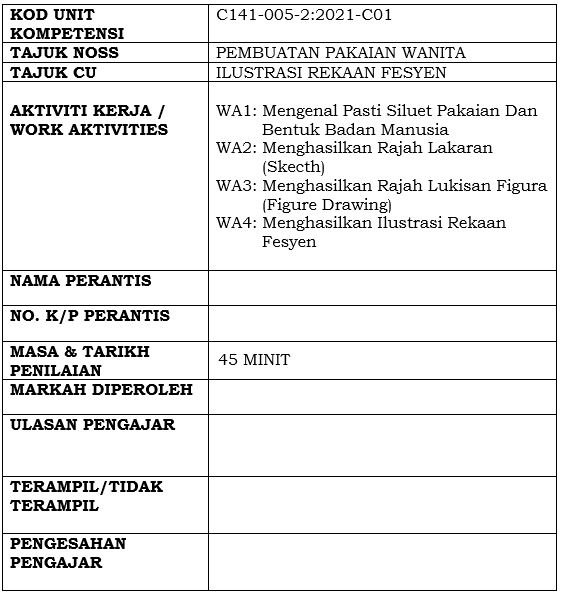 KOD UNIT C141-005-2:2021-C01
KOMPETENSI
TAJUK NOSS PEMBUATAN PAKAIAN WANITA
TAJUK CU ILUSTRASI REKAAN FESYEN
AKTIVITI KERJA / WA1: Mengenal Pasti Siluet Pakaian Dan
WORK AKTIVITIES Bentuk Badan Manusia
WA2: Menghasilkan Rajah Lakaran
(Skecth)
WA3: Menghasilkan Rajah Lukisan Figura
(Figure Drawing)
WA4: Menghasilkan Ilustrasi Rekaan
Fesyen
NAMA PERANTIS
NO. K/P PERANTIS
MASA & TARIKH
PENILAIAN 45 MINIT
MARKAH DIPEROLEH
ULASAN PENGAJAR
TERAMPIL/TIDAK
TERAMPIL
PENGESAHAN
PENGAJAR